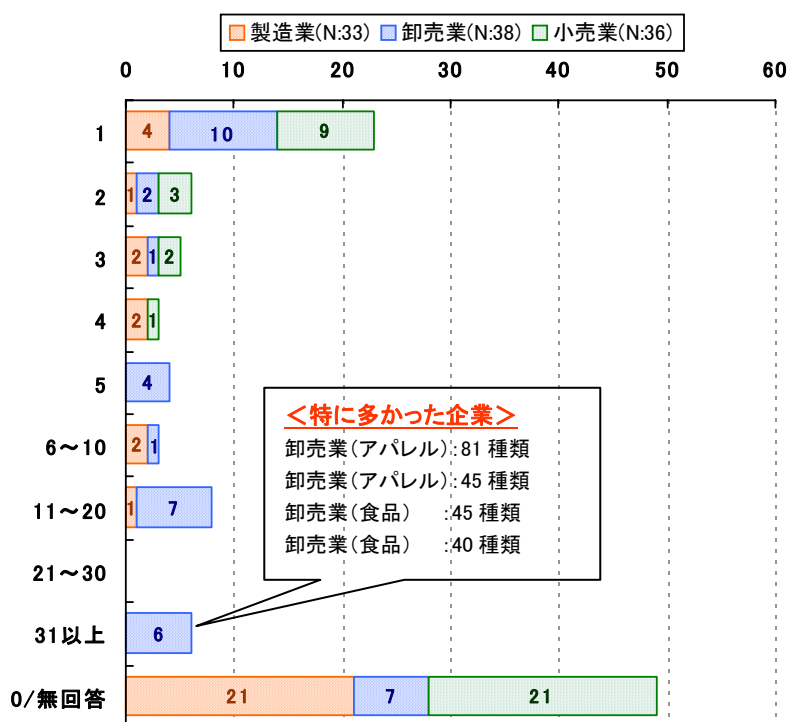 製造業(N:33) 卸売業(N:38) 小売業(N:36)
0 10 20 30 40 50 60
1 4 10 9
2 1 2 3
3 2 1 2
4 2 1
5 4
6～10 2 1
11～20 1 7
21～30
31以上 6
0/無回答 21 7 21
＜特に多かった企業＞
卸売業(アパレル):81 種類
卸売業(アパレル):45 種類
卸売業(食品) :45 種類
卸売業(食品) :40 種類